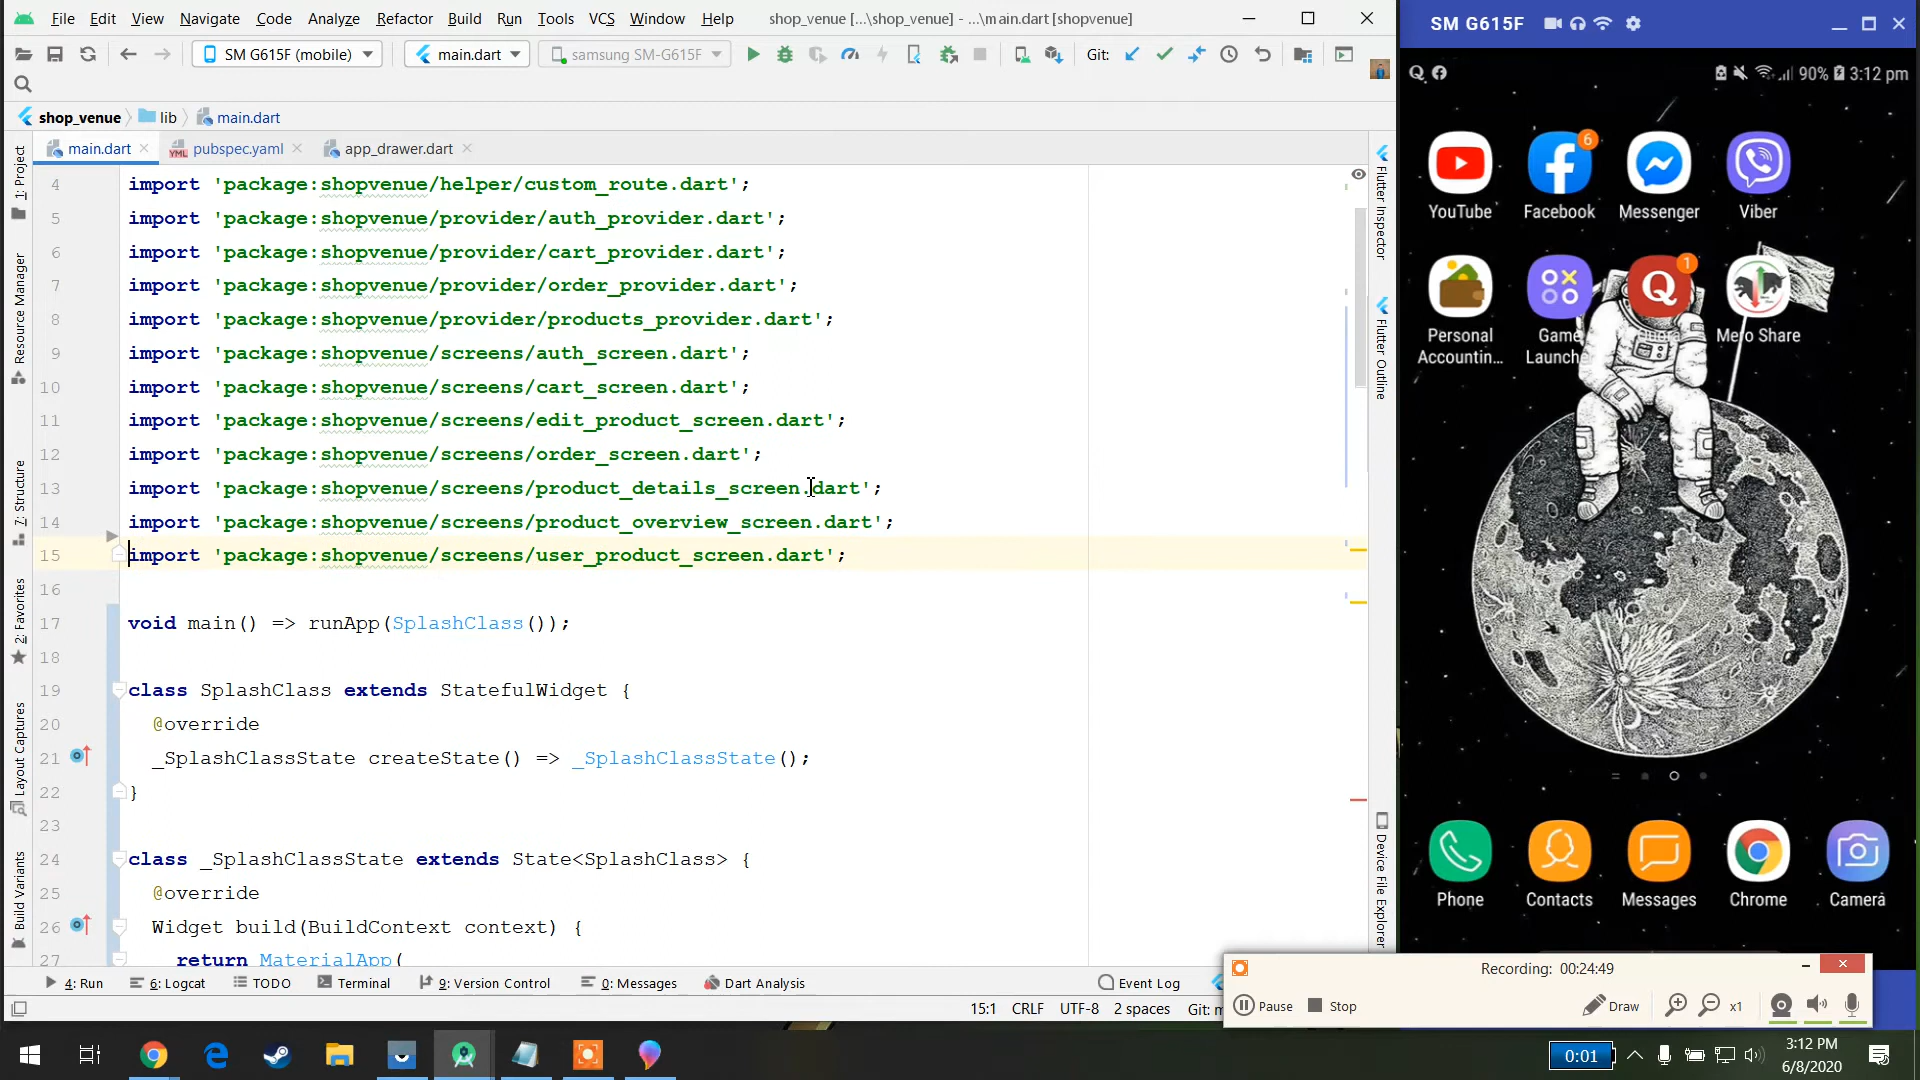 File Edit View Navigate Code Analyze Refactor Build Run Tools VCS Window Help shop_venue [...\shop_venue] - ...\main.dart [shopvenue]
SM G615F (mobile) main.dart samsung SM-G615F Git:
shop_venue lib main.dart
main.dart pubspec.yaml app_drawer.dart
4 import 'package:shopvenue/helper/custom_route.dart';
5 import 'package:shopvenue/provider/auth_provider.dart';
6 import 'package:shopvenue/provider/cart_provider.dart';
7 import 'package:shopvenue/provider/order_provider.dart';
8 import 'package:shopvenue/provider/products_provider.dart';
9 import 'package:shopvenue/screens/auth_screen.dart';
10 import 'package:shopvenue/screens/cart_screen.dart';
11 import 'package:shopvenue/screens/edit_product_screen.dart';
12 import 'package:shopvenue/screens/order_screen.dart';
13 import 'package:shopvenue/screens/product_details_screen.dart';
14 import 'package:shopvenue/screens/product_overview_screen.dart';
15 import 'package:shopvenue/screens/user_product_screen.dart';
16
17 void main() => runApp(SplashClass());
18
19 class SplashClass extends StatefulWidget {
20 @override
21 _SplashClassState createState() => _SplashClassState();
22 }
23
24 class _SplashClassState extends State<SplashClass> {
25 @override
26 Widget build(BuildContext context) {
27 return MaterialApp(
1: Project
Resource Manager
7: Structure
2: Favorites
Layout Captures
Build Variants
Flutter Inspector
Flutter Outline
Device File Explorer
4: Run 6: Logcat TODO Terminal 9: Version Control 0: Messages Dart Analysis Event Log
15:1 CRLF UTF-8 2 spaces
SM G615F
90% 3:12 pm
6
YouTube Facebook Messenger Viber
1
Personal Accountin... Game Launche Mero Share
Phone Contacts Messages Chrome Camera
Recording: 00:24:49
Pause Stop Draw x1
0:01
3:12 PM
6/8/2020